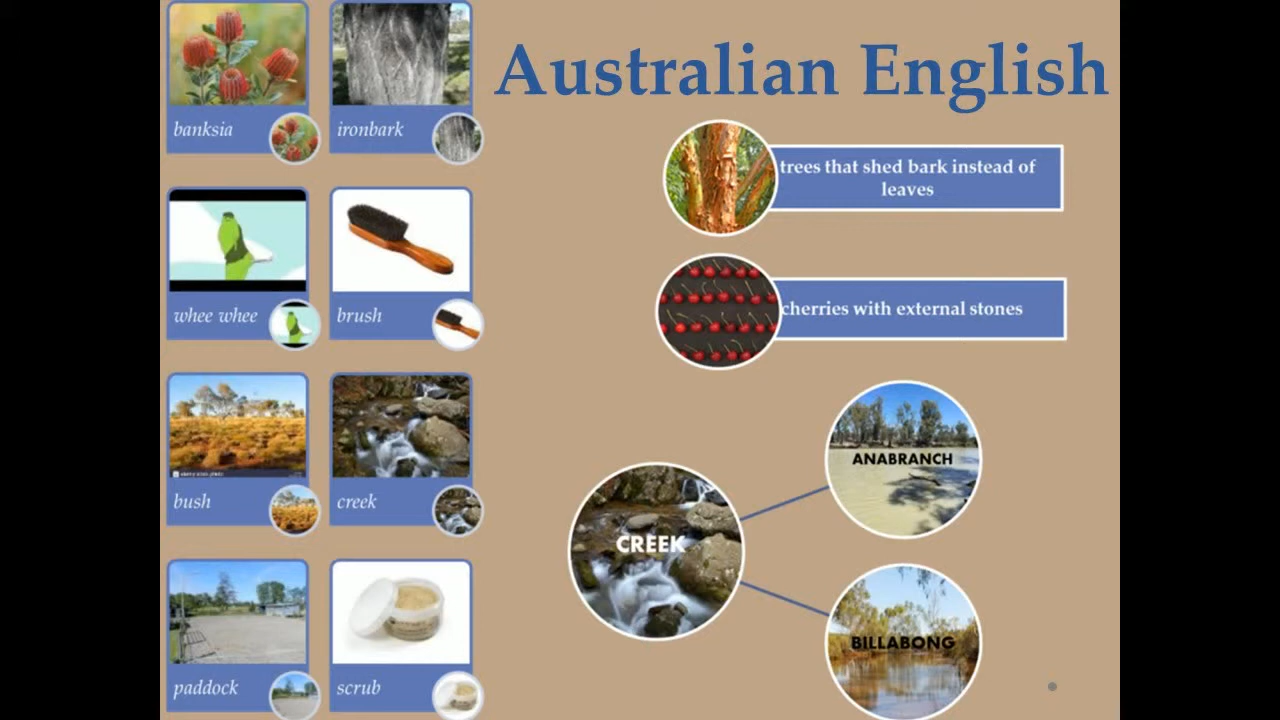 Australian English
banksia
ironbark
whee whee
brush
bush
creek
paddock
scrub
trees that shed bark instead of
leaves
cherries with external stones
CREEK
ANABRANCH
BILLABONG